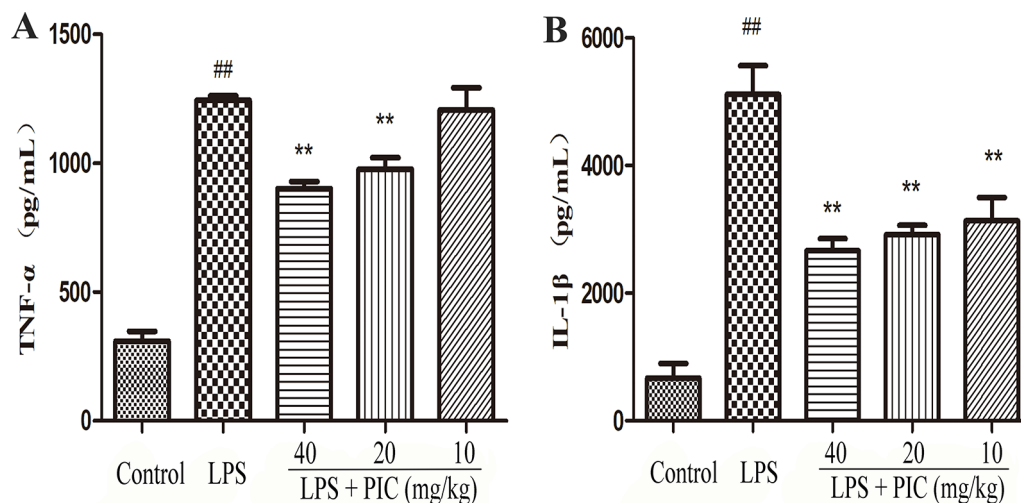 A
1500
1000
500
0
TNF-α (pg/mL)
##
**
**
Control
LPS
40
20
10
LPS + PIC (mg/kg)
B
6000
4000
2000
0
IL-1β (pg/mL)
##
**
**
**
Control
LPS
40
20
10
LPS + PIC (mg/kg)